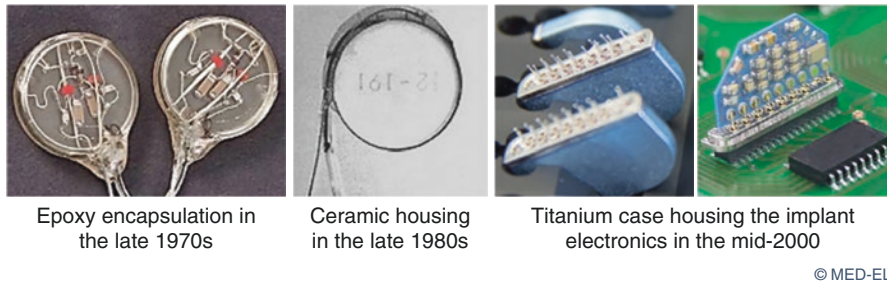 Epoxy encapsulation in
the late 1970s
Ceramic housing
in the late 1980s
Titanium case housing the implant
electronics in the mid-2000
© MED-EL